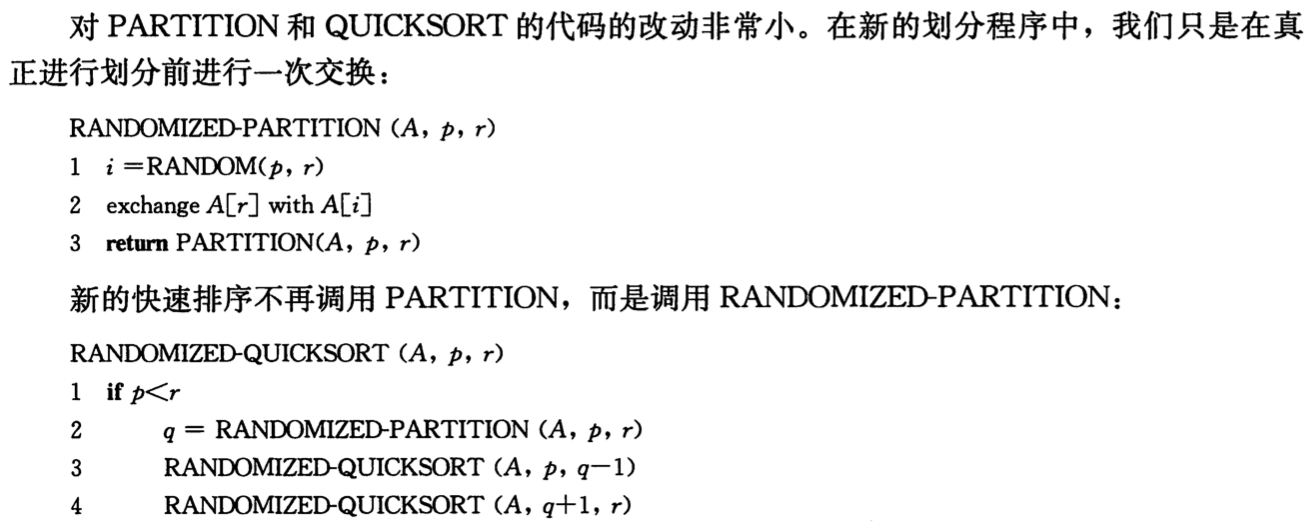 对 PARTITION 和 QUICKSORT 的代码的改动非常小。在新的划分程序中，我们只是在真
正进行划分前进行一次交换：
RANDOMIZED-PARTITION (A, p, r)
1 i =RANDOM(p, r)
2 exchange A[r] with A[i]
3 return PARTITION(A, p, r)
新的快速排序不再调用 PARTITION，而是调用 RANDOMIZED-PARTITION：
RANDOMIZED-QUICKSORT (A, p, r)
1 if p<r
2 q = RANDOMIZED-PARTITION (A, p, r)
3 RANDOMIZED-QUICKSORT (A, p, q−1)
4 RANDOMIZED-QUICKSORT (A, q+1, r)